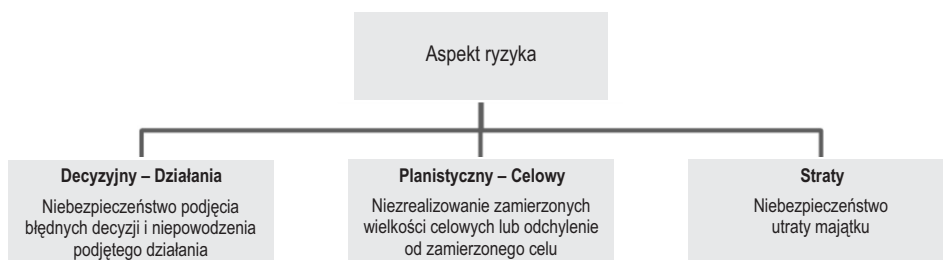 Aspekt ryzyka
Decyzyjny – Działania
Niebezpieczeństwo podjęcia
błędnych decyzji i niepowodzenia
podjętego działania
Planistyczny – Celowy
Niezrealizowanie zamierzonych
wielkości celowych lub odchylenie
od zamierzonego celu
Straty
Niebezpieczeństwo
utraty majątku